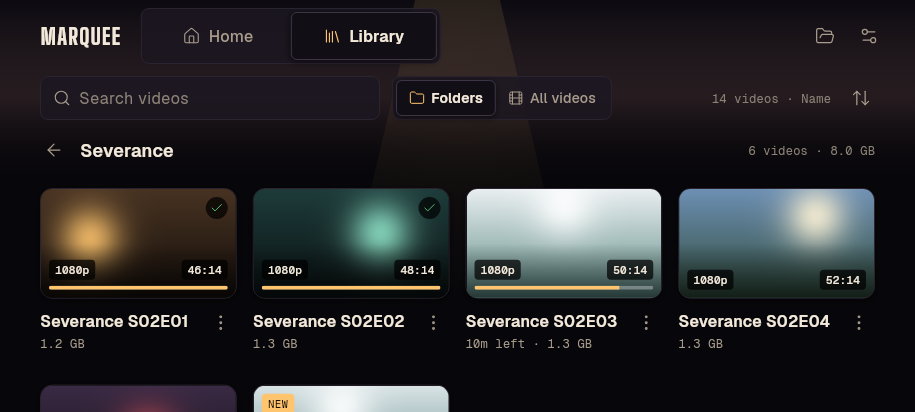 MARQUEE Home Library
Search videos Folders All videos 14 videos · Name
Severance 6 videos · 8.0 GB
1080p 46:14 1080p 48:14 1080p 50:14 1080p 52:14
Severance S02E01 Severance S02E02 Severance S02E03 Severance S02E04
1.2 GB 1.3 GB 10m left · 1.3 GB 1.3 GB
NEW